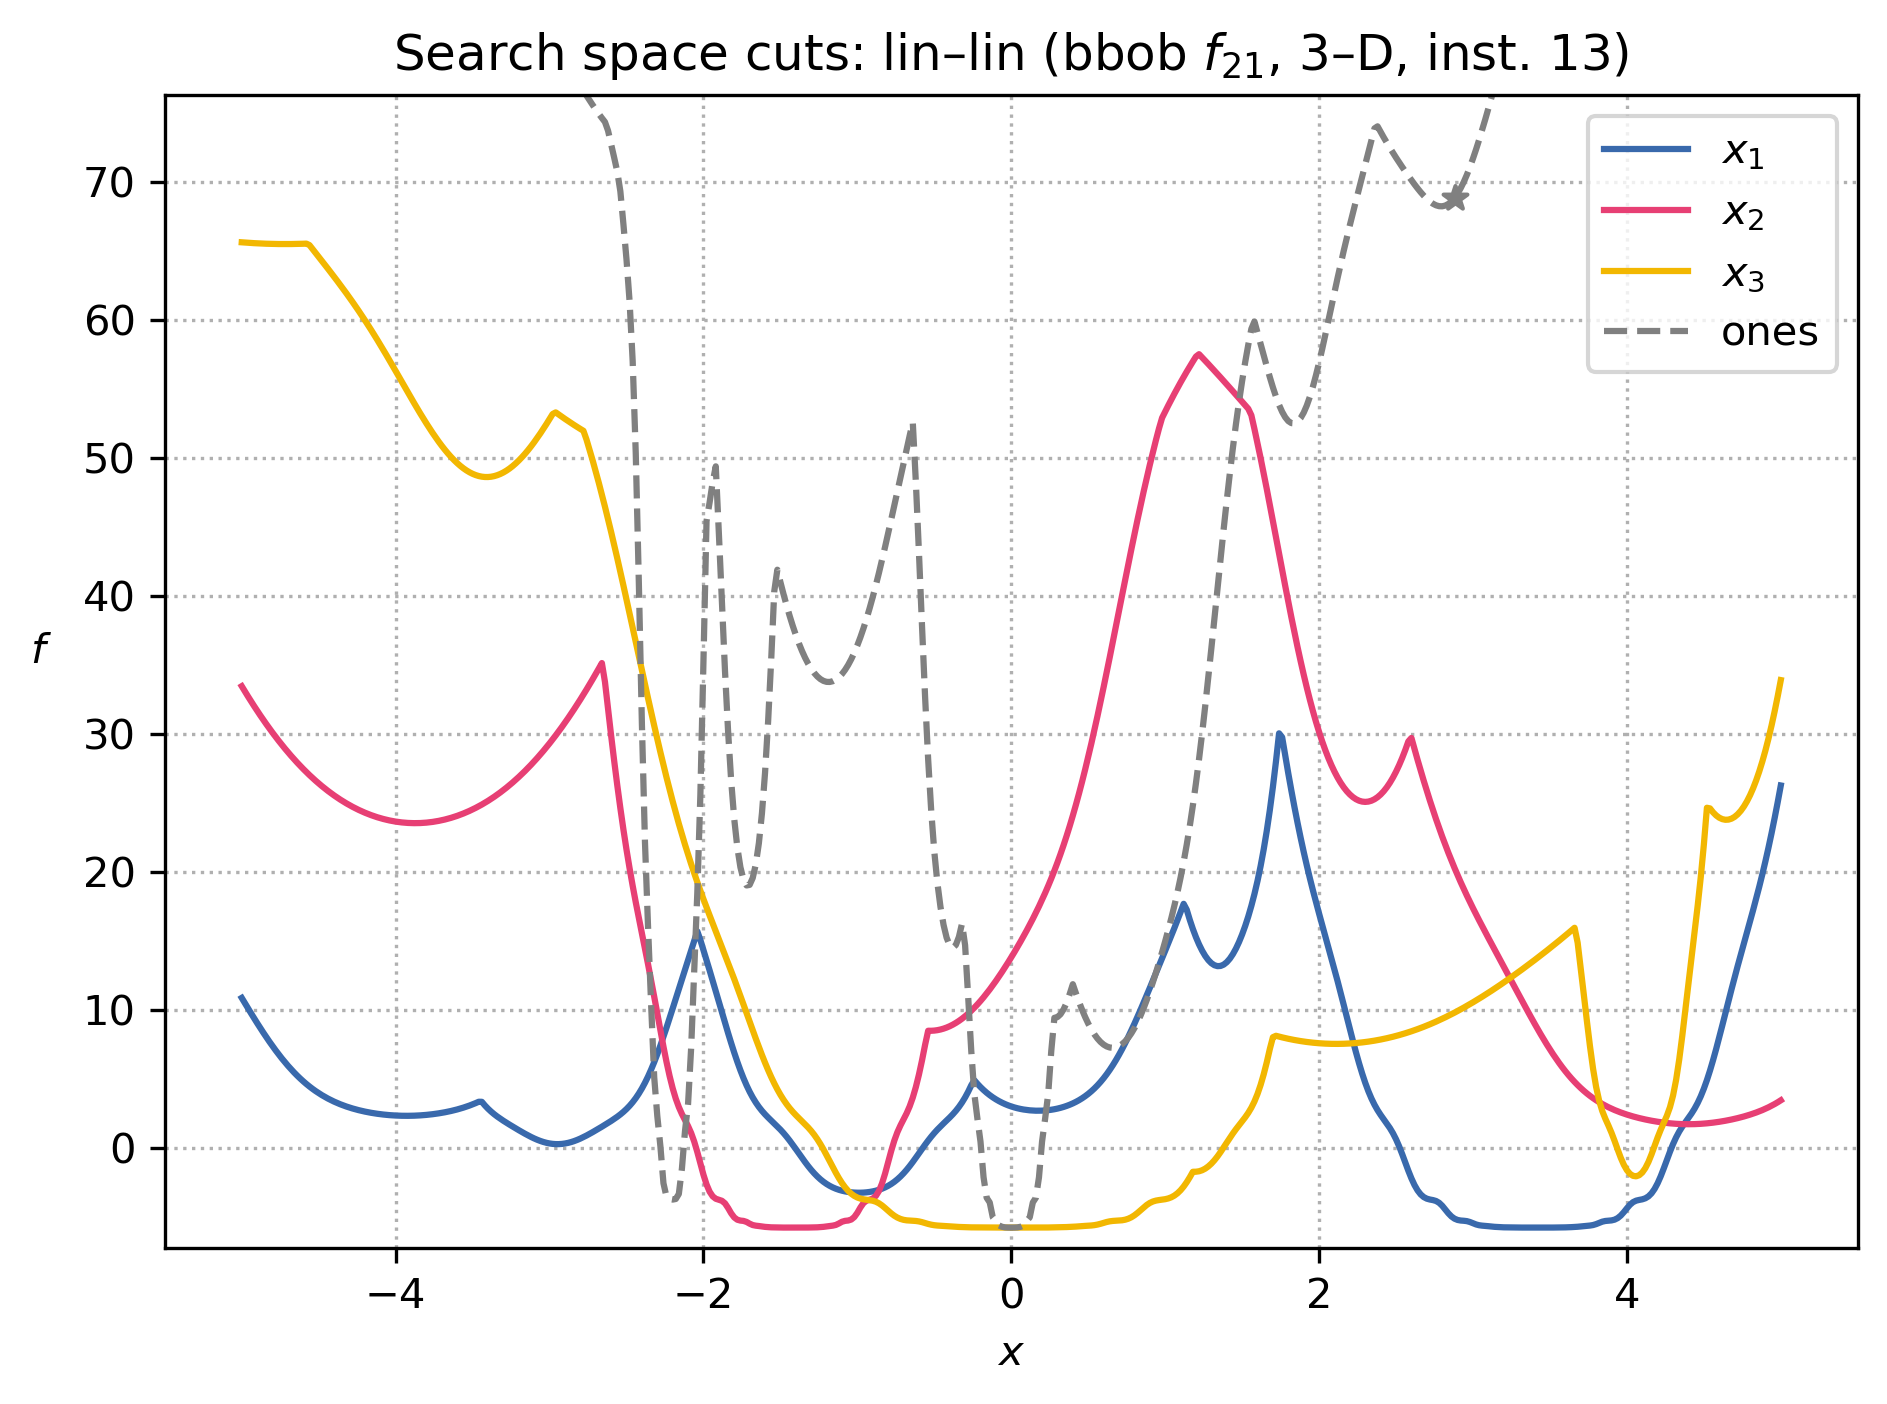 Search space cuts: lin–lin (bbob f₂₁, 3–D, inst. 13)
x₁
x₂
x₃
ones
70
60
50
40
30
20
10
0
f
−4 −2 0 2 4
x